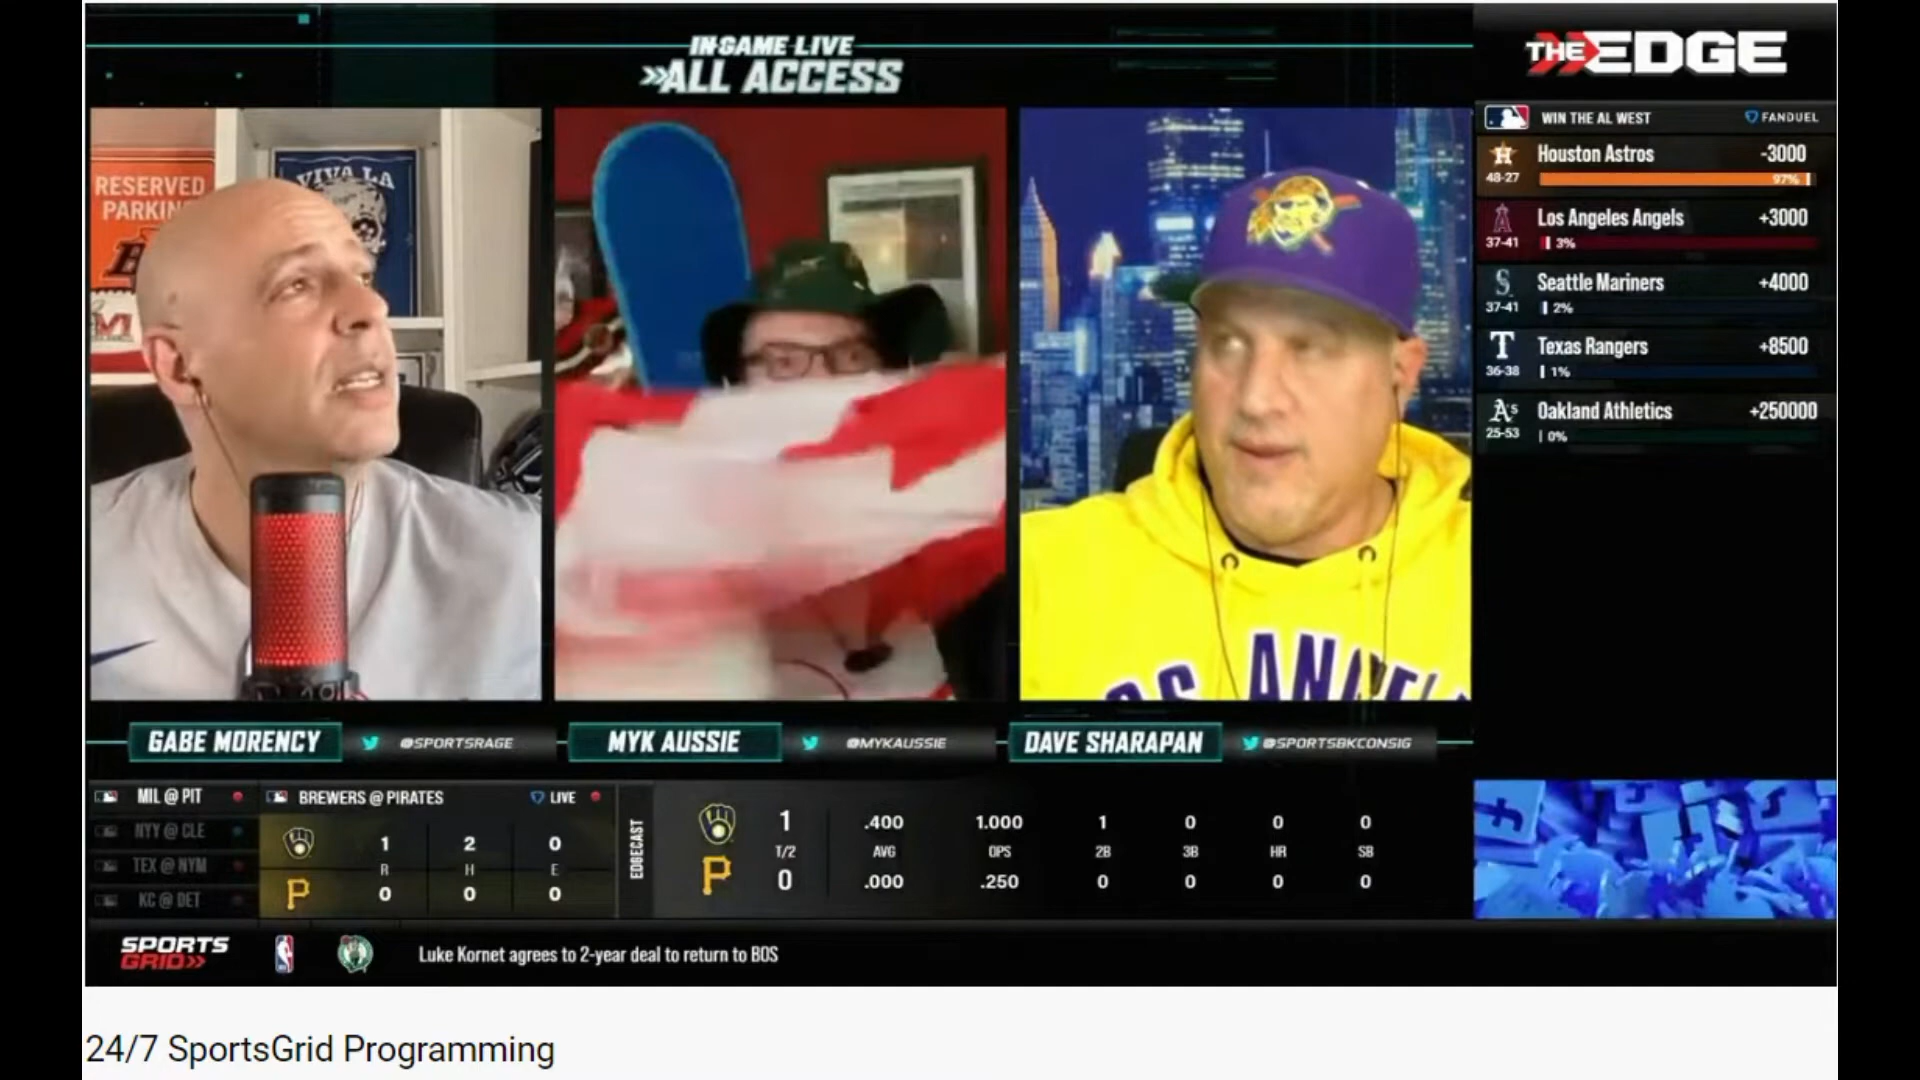 IN-GAME LIVE
ALL ACCESS
THE EDGE
WIN THE AL WEST
FANDUEL
Houston Astros -3000
48-27 97%
Los Angeles Angels +3000
37-41 3%
Seattle Mariners +4000
37-41 2%
Texas Rangers +8500
36-38 1%
Oakland Athletics +250000
25-53 0%
RESERVED
PARKING
VIVA LA
GABE MORENCY @SPORTSRAGE
MYK AUSSIE @MYKAUSSIE
DAVE SHARAPAN @SPORTSBKCONSIG
MIL @ PIT
NYY @ CLE
TEX @ NYM
KC @ DET
BREWERS @ PIRATES LIVE
1 2 0
R H E
P 0 0 0
EDGECAST
1 .400 1.000 1 0 0 0
T/2 AVG OPS 2B 3B HR SB
P 0 .000 .250 0 0 0 0
SPORTS
GRID
Luke Kornet agrees to 2-year deal to return to BOS
24/7 SportsGrid Programming